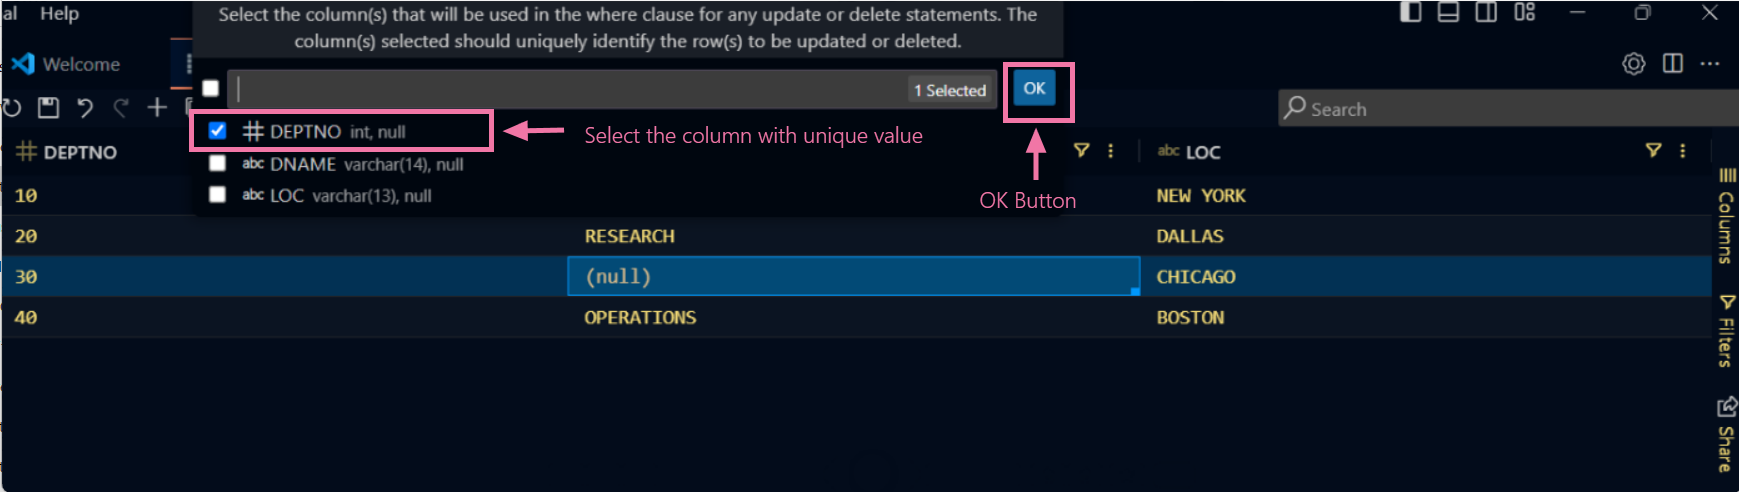 al Help
Select the column(s) that will be used in the where clause for any update or delete statements. The
column(s) selected should uniquely identify the row(s) to be updated or deleted.
Welcome
1 Selected
OK
Search
DEPTNO int, null
Select the column with unique value
DEPTNO
abc DNAME varchar(14), null
abc LOC
abc LOC varchar(13), null
OK Button
10
NEW YORK
20
RESEARCH
DALLAS
30
(null)
CHICAGO
40
OPERATIONS
BOSTON
Columns
Filters
Share